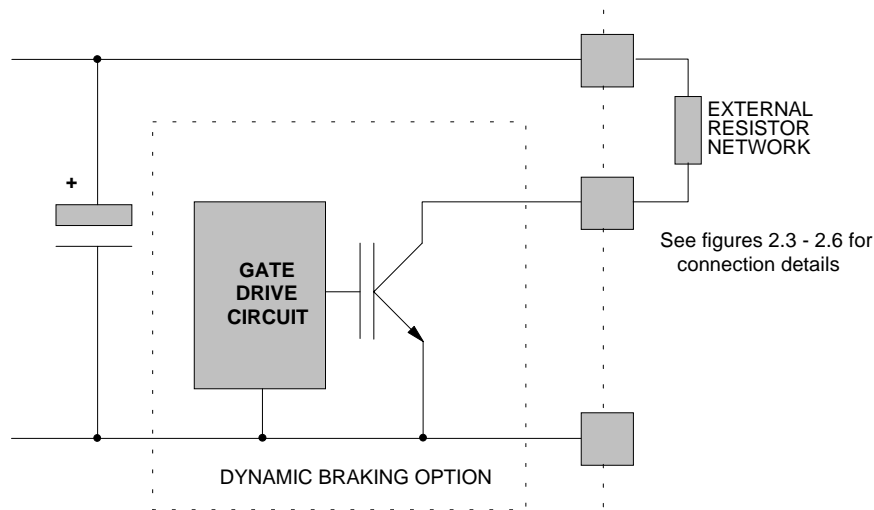 EXTERNAL
RESISTOR
NETWORK
+
See figures 2.3 - 2.6 for
connection details
GATE
DRIVE
CIRCUIT
DYNAMIC BRAKING OPTION